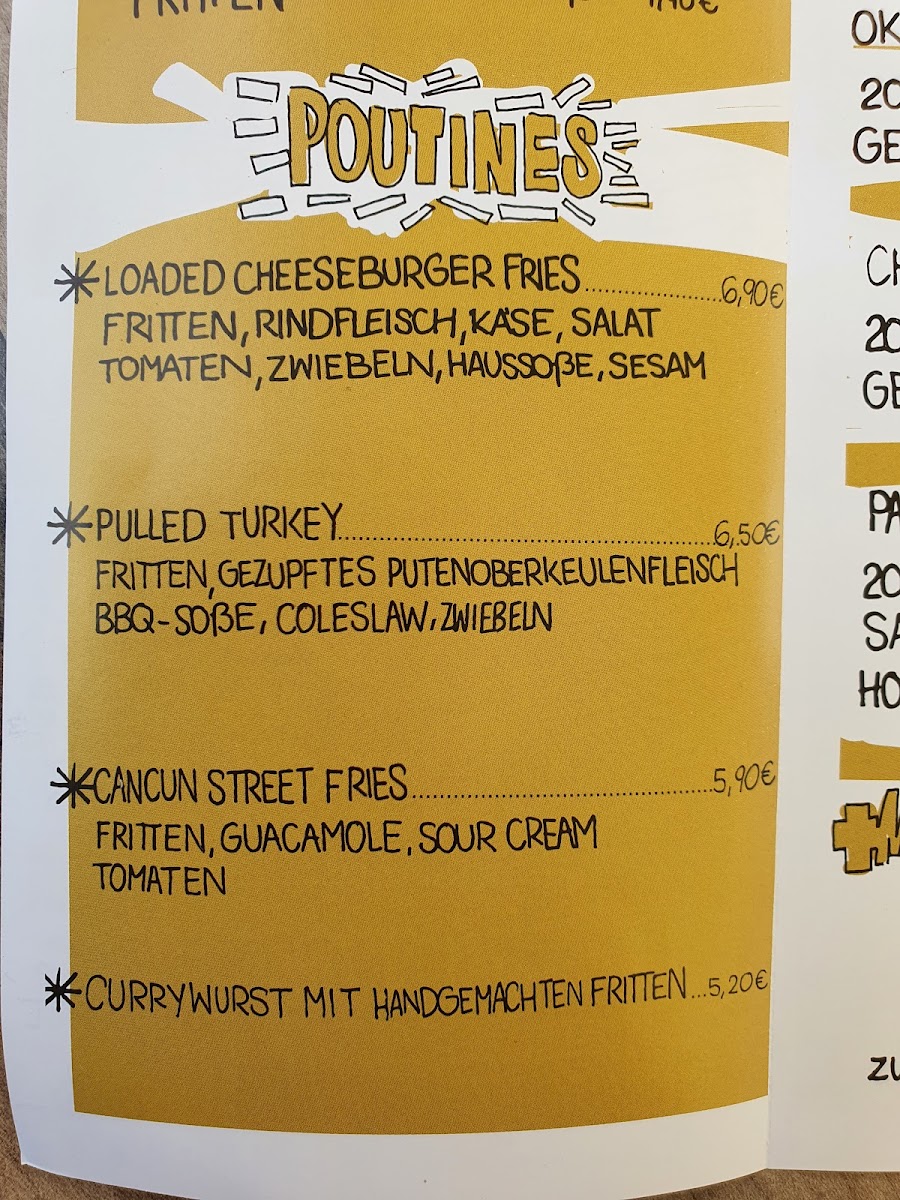 FRITTEN
POUTINES
LOADED CHEESEBURGER FRIES..........6,90€
FRITTEN, RINDFLEISCH, KÄSE, SALAT
TOMATEN, ZWIEBELN, HAUSSOßE, SESAM
PULLED TURKEY..........6,50€
FRITTEN, GEZUPFTES PUTENOBERKEULENFLEISCH
BBQ-SOßE, COLESLAW, ZWIEBELN
CANCUN STREET FRIES..........5,90€
FRITTEN, GUACAMOLE, SOUR CREAM
TOMATEN
CURRYWURST MIT HANDGEMACHTEN FRITTEN...5,20€